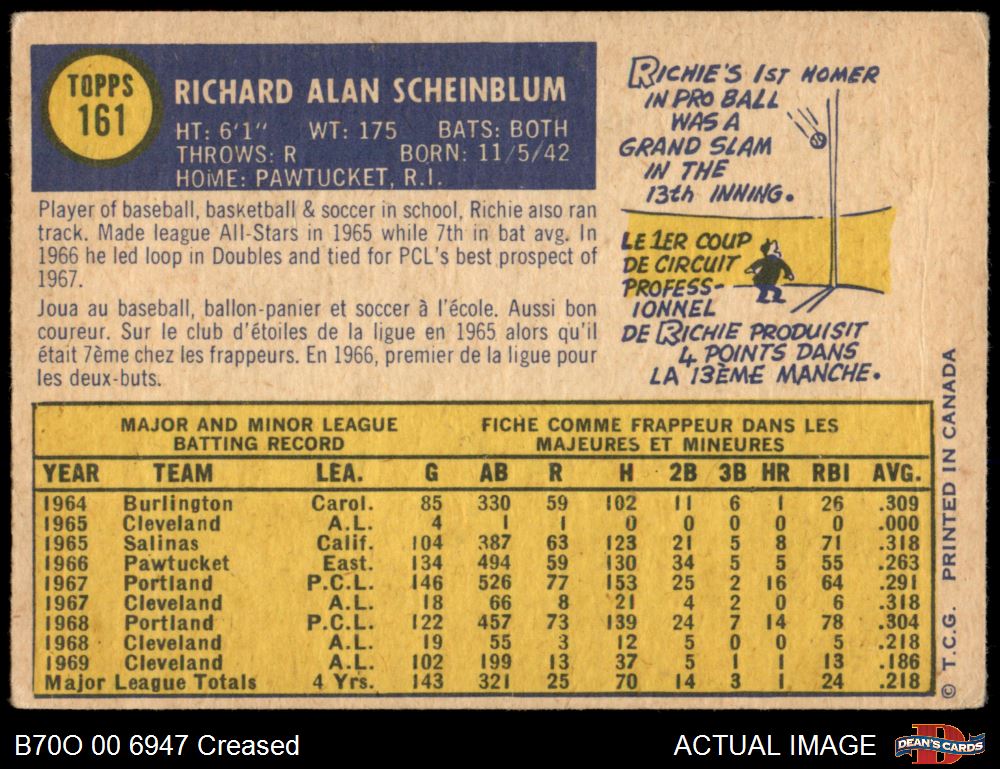 TOPPS
161
RICHARD ALAN SCHEINBLUM
HT: 6'1" WT: 175 BATS: BOTH
THROWS: R BORN: 11/5/42
HOME: PAWTUCKET, R.I.
Player of baseball, basketball & soccer in school, Richie also ran
track. Made league All-Stars in 1965 while 7th in bat avg. In
1966 he led loop in Doubles and tied for PCL's best prospect of
1967.
Joua au baseball, ballon-panier et soccer à l'école. Aussi bon
coureur. Sur le club d'étoiles de la ligue en 1965 alors qu'il
était 7ème chez les frappeurs. En 1966, premier de la ligue pour
les deux-buts.
RICHIE'S 1ST HOMER
IN PRO BALL
WAS A
GRAND SLAM
IN THE
13th INNING.
LE 1ER COUP
DE CIRCUIT
PROFESS-
IONNEL
DE RICHIE PRODUISIT
4 POINTS DANS
LA 13ÈME MANCHE.
MAJOR AND MINOR LEAGUE
BATTING RECORD
FICHE COMME FRAPPEUR DANS LES
MAJEURES ET MINEURES
YEAR TEAM LEA. G AB R H 2B 3B HR RBI AVG.
1964 Burlington Carol. 85 330 59 102 11 6 1 26 .309
1965 Cleveland A.L. 4 1 1 0 0 0 0 0 .000
1965 Salinas Calif. 104 387 63 123 21 5 8 71 .318
1966 Pawtucket East. 134 494 59 130 34 5 5 55 .263
1967 Portland P.C.L. 146 526 77 153 25 2 16 64 .291
1967 Cleveland A.L. 18 66 8 21 4 2 0 6 .318
1968 Portland P.C.L. 122 457 73 139 24 7 14 78 .304
1968 Cleveland A.L. 19 55 3 12 5 0 0 5 .218
1969 Cleveland A.L. 102 199 13 37 5 1 1 13 .186
Major League Totals 4 Yrs. 143 321 25 70 14 3 1 24 .218
© T.C.G. PRINTED IN CANADA
B70O 00 6947 Creased
ACTUAL IMAGE
DEAN'S CARDS